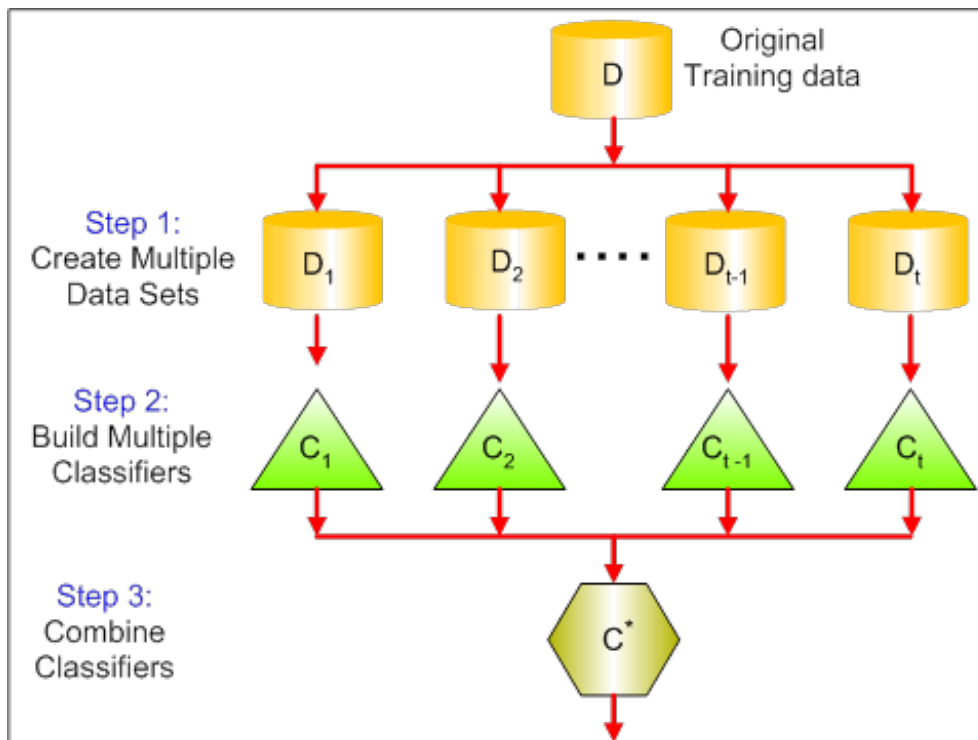 D
Original
Training data
Step 1:
Create Multiple
Data Sets
D₁
D₂
....
Dₜ₋₁
Dₜ
Step 2:
Build Multiple
Classifiers
C₁
C₂
Cₜ₋₁
Cₜ
Step 3:
Combine
Classifiers
C*